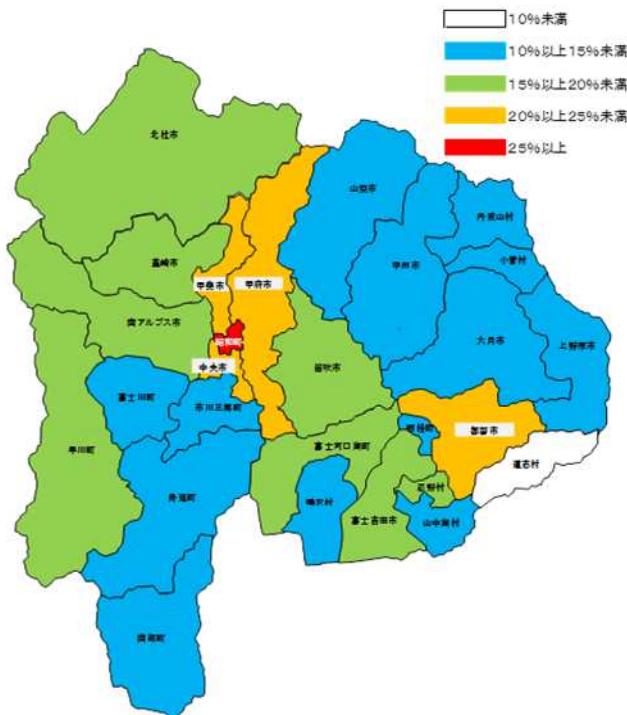 10%未満
10%以上15%未満
15%以上20%未満
20%以上25%未満
25%以上
北杜市
山梨市
丹波山村
小菅村
甲州市
韮崎市
甲斐市
甲府市
南アルプス市
昭和町
大月市
上野原市
中央市
笛吹市
富士川町
市川三郷町
早川町
西桂町
都留市
富士河口湖町
道志村
身延町
鳴沢村
忍野村
富士吉田市
山中湖村
南部町